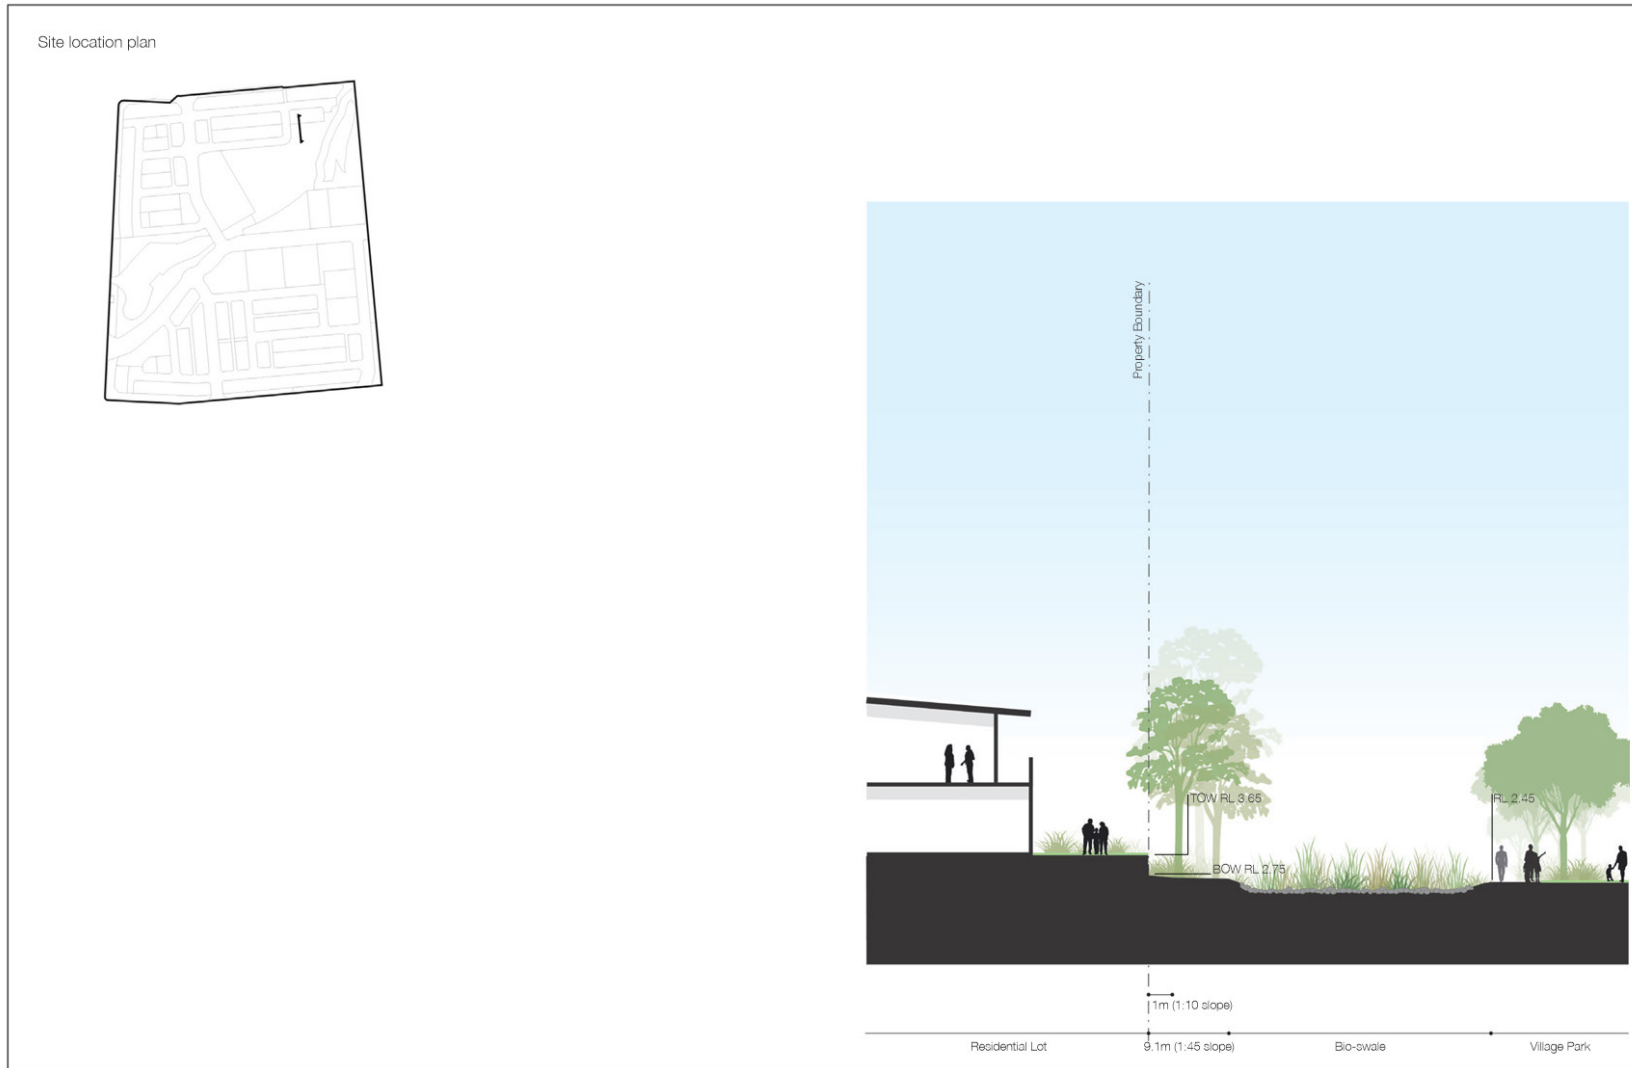 Site location plan
Property Boundary
TOW RL 3.65
RL 2.45
BOW RL 2.75
1m (1:10 slope)
Residential Lot
9.1m (1:45 slope)
Bio-swale
Village Park